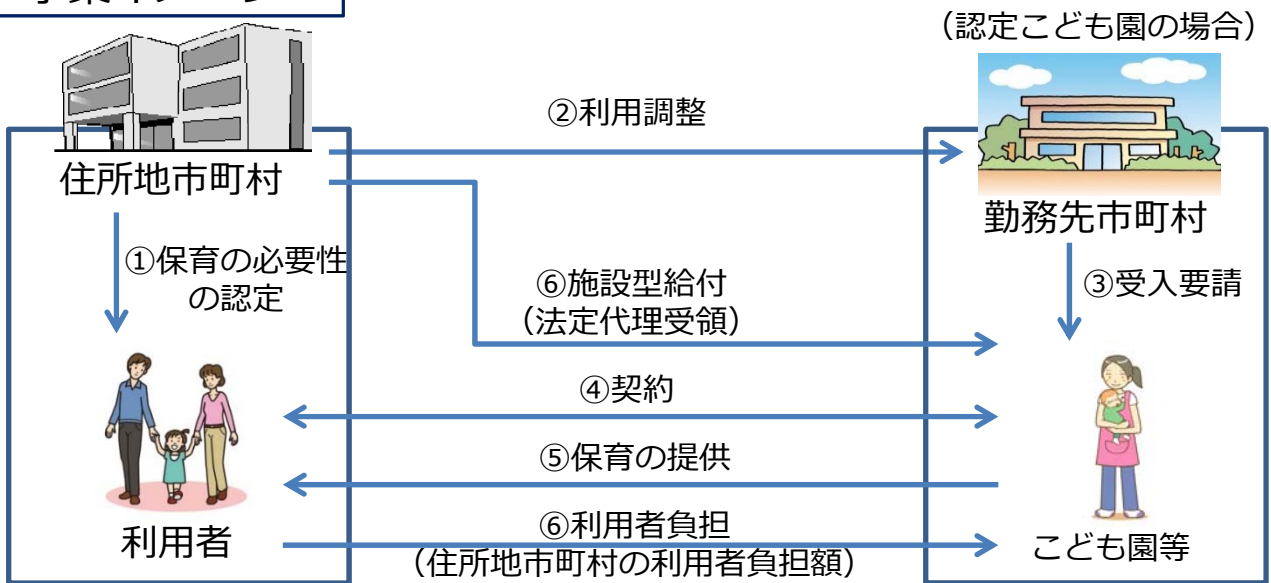 （認定こども園の場合）
②利用調整
住所地市町村
勤務先市町村
①保育の必要性
の認定
⑥施設型給付
（法定代理受領）
③受入要請
④契約
⑤保育の提供
⑥利用者負担
（住所地市町村の利用者負担額）
利用者
こども園等